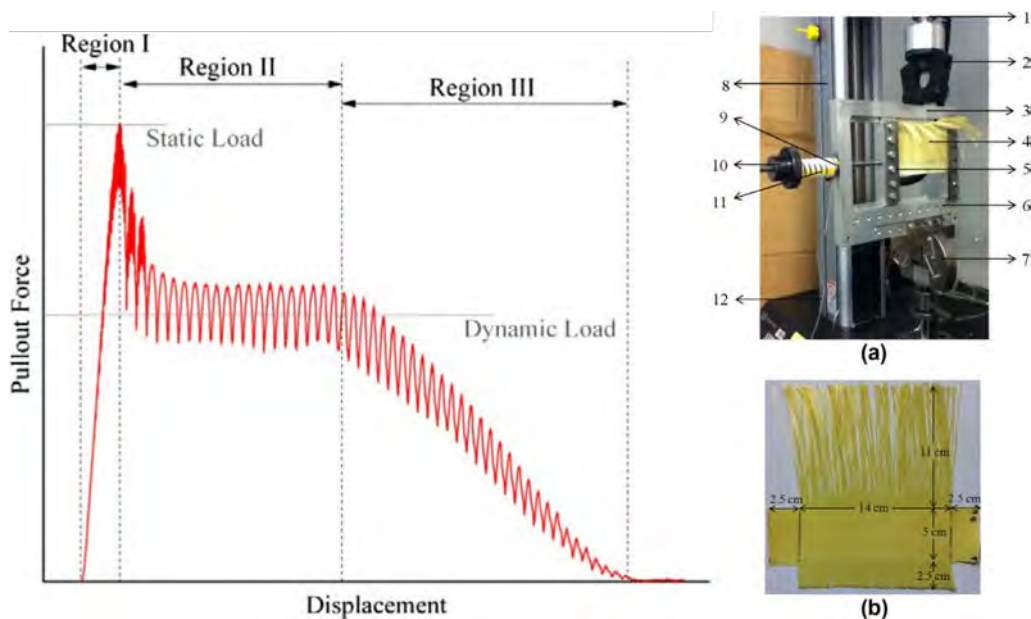 Region I
Region II
Region III
Static Load
Dynamic Load
Pullout Force
Displacement
1
2
3
4
5
6
7
8
9
10
11
12
(a)
11 cm
2.5 cm
14 cm
2.5 cm
5 cm
2.5 cm
(b)